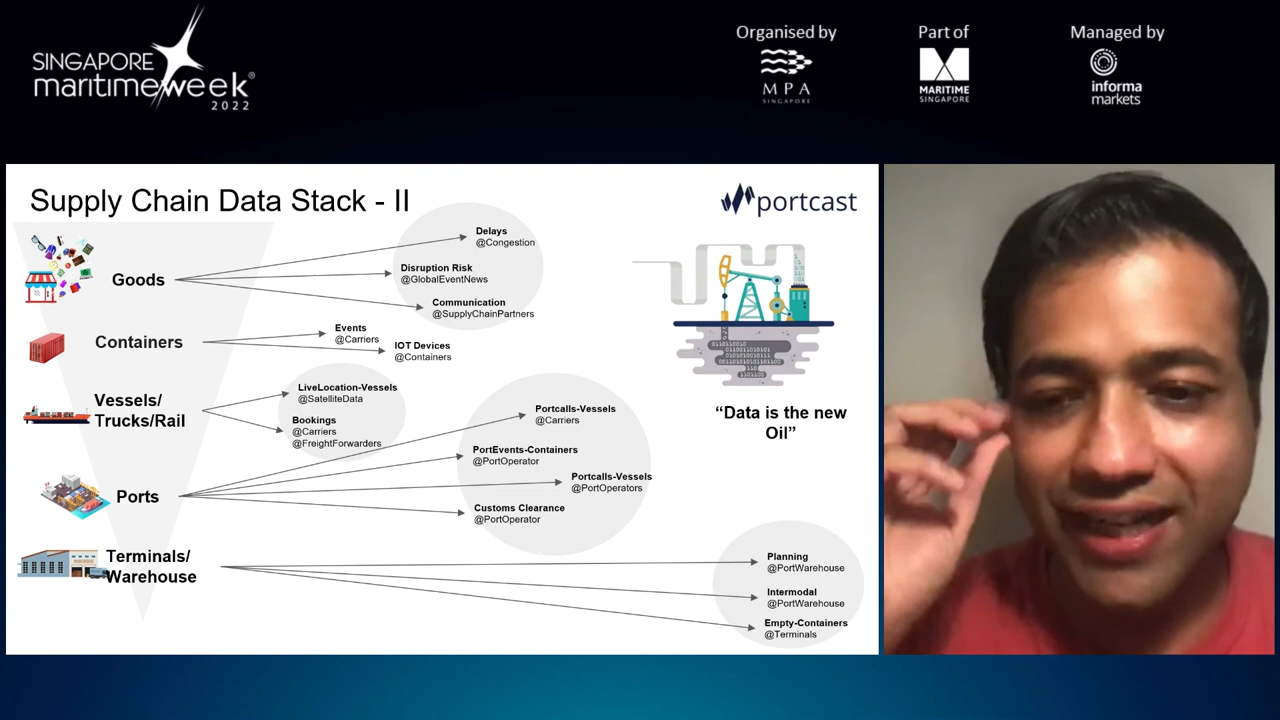 SINGAPORE
maritimeweek®
2022
Organised by
MPA
SINGAPORE
Part of
MARITIME
SINGAPORE
Managed by
informa
markets
Supply Chain Data Stack - II
portcast
Goods
Delays
@Congestion
Disruption Risk
@GlobalEventNews
Communication
@SupplyChainPartners
Containers
Events
@Carriers
IOT Devices
@Containers
Vessels/
Trucks/Rail
LiveLocation-Vessels
@SatelliteData
Bookings
@Carriers
@FreightForwarders
Ports
Portcalls-Vessels
@Carriers
PortEvents-Containers
@PortOperator
Portcalls-Vessels
@PortOperators
Customs Clearance
@PortOperator
Terminals/
Warehouse
Planning
@PortWarehouse
Intermodal
@PortWarehouse
Empty-Containers
@Terminals
“Data is the new
Oil”